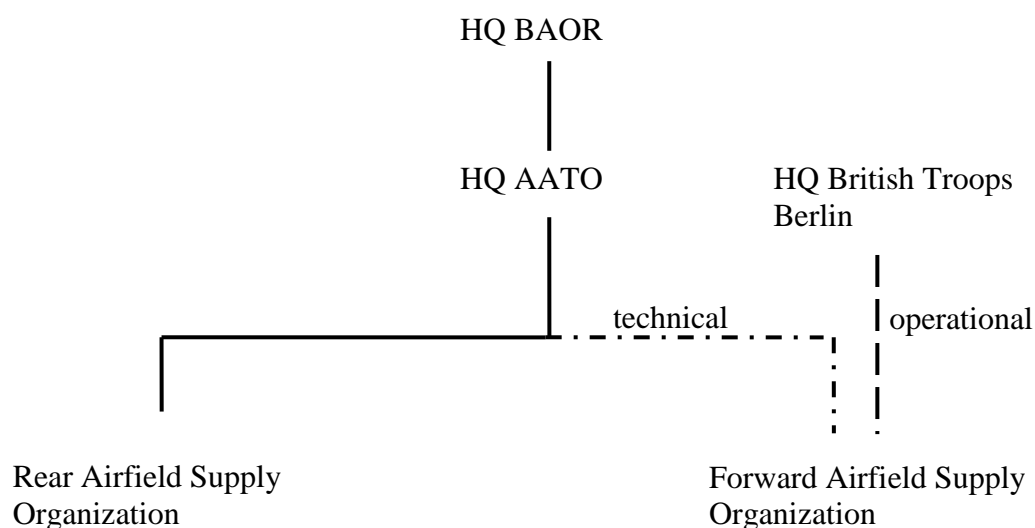 HQ BAOR
HQ AATO
HQ British Troops
Berlin
technical
operational
Rear Airfield Supply
Organization
Forward Airfield Supply
Organization